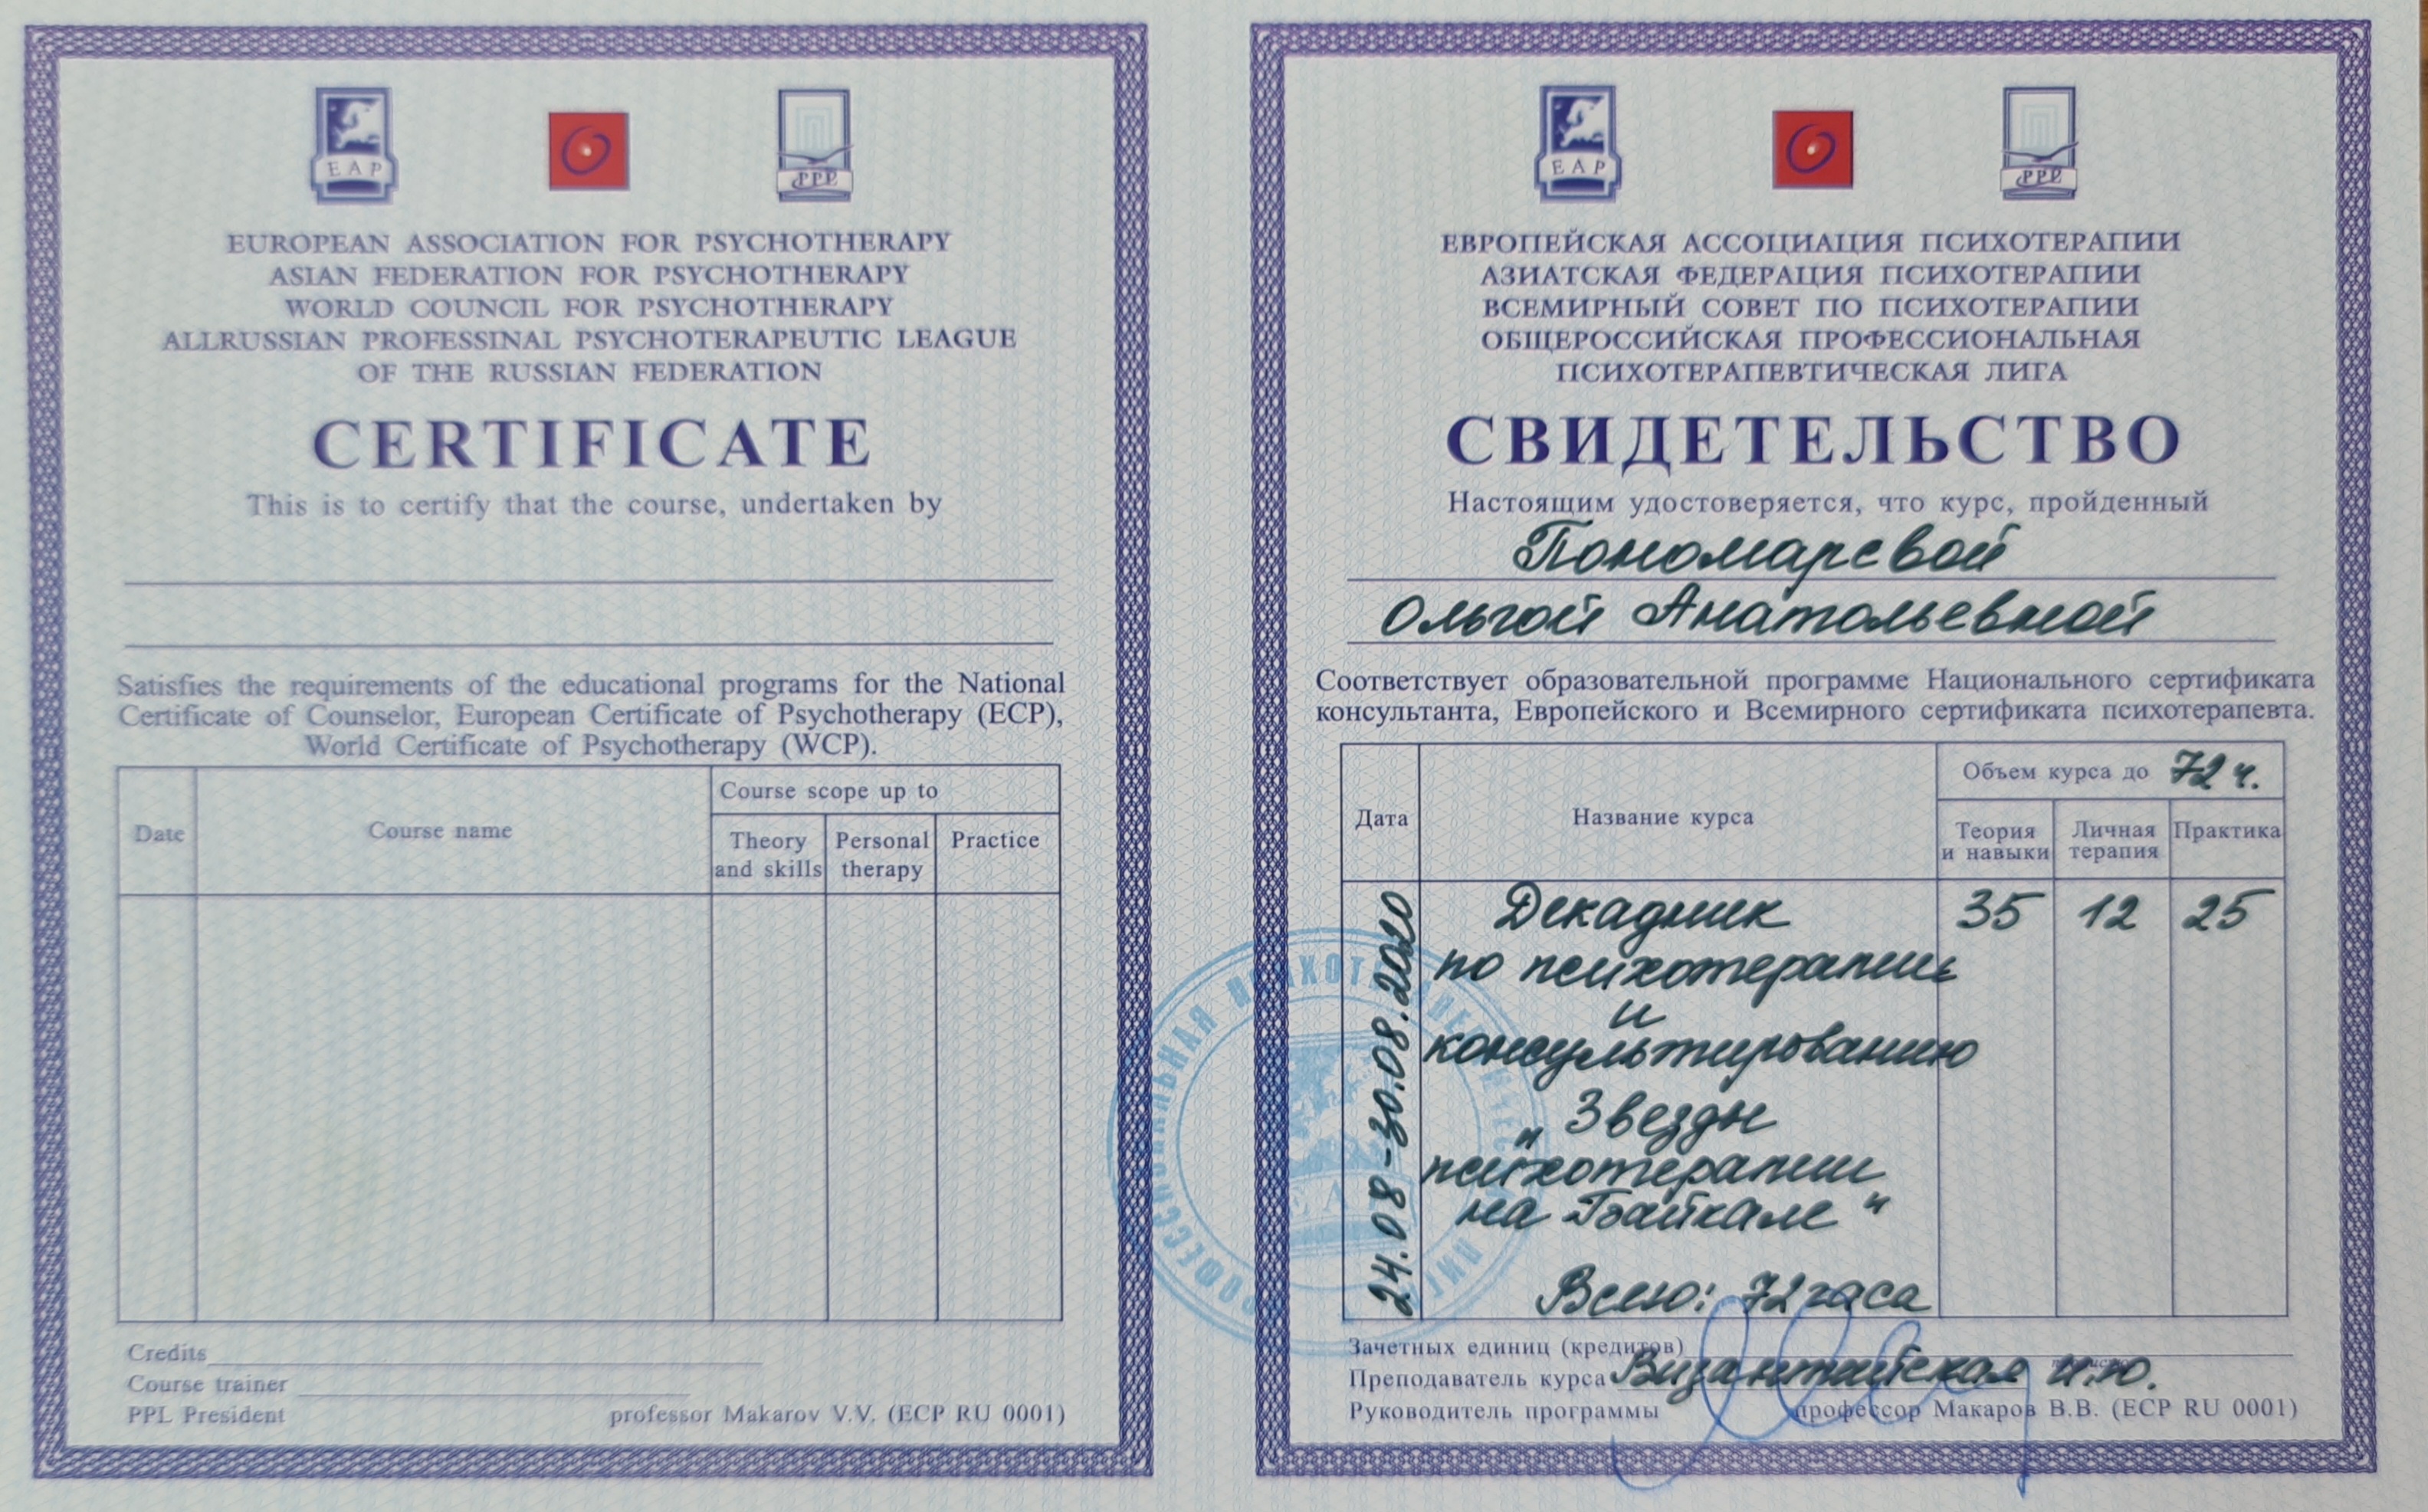 EAP
PPL
EUROPEAN ASSOCIATION FOR PSYCHOTHERAPY
ASIAN FEDERATION FOR PSYCHOTHERAPY
WORLD COUNCIL FOR PSYCHOTHERAPY
ALLRUSSIAN PROFESSINAL PSYCHOTERAPEUTIC LEAGUE
OF THE RUSSIAN FEDERATION
CERTIFICATE
This is to certify that the course, undertaken by
Satisfies the requirements of the educational programs for the National
Certificate of Counselor, European Certificate of Psychotherapy (ECP),
World Certificate of Psychotherapy (WCP).
Date
Course name
Course scope up to
Theory and skills
Personal therapy
Practice
Credits
Course trainer
PPL President professor Makarov V.V. (ECP RU 0001)
EAP
PPL
ЕВРОПЕЙСКАЯ АССОЦИАЦИЯ ПСИХОТЕРАПИИ
АЗИАТСКАЯ ФЕДЕРАЦИЯ ПСИХОТЕРАПИИ
ВСЕМИРНЫЙ СОВЕТ ПО ПСИХОТЕРАПИИ
ОБЩЕРОССИЙСКАЯ ПРОФЕССИОНАЛЬНАЯ
ПСИХОТЕРАПЕВТИЧЕСКАЯ ЛИГА
СВИДЕТЕЛЬСТВО
Настоящим удостоверяется, что курс, пройденный
Пономаревой
Ольгой Анатольевной
Соответствует образовательной программе Национального сертификата
консультанта, Европейского и Всемирного сертификата психотерапевта.
Дата
Название курса
Объем курса до 72 ч.
Теория и навыки
Личная терапия
Практика
24.08-30.08.2020
Декадник 35 12 25
по психотерапии
и
консультированию
„Звезды
психотерапии
на Байкале"
Всего: 72 часа
Зачетных единиц (кредитов)
Преподаватель курса Византийская И.Ю.
Руководитель программы профессор Макаров В.В. (ECP RU 0001)